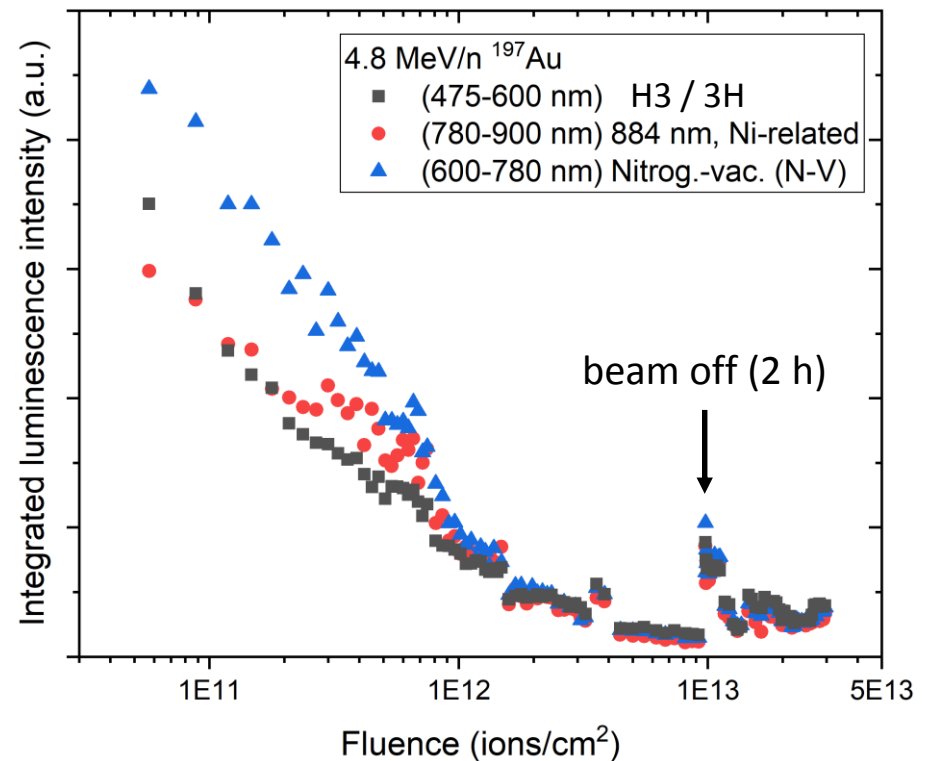 4.8 MeV/n ¹⁹⁷Au
(475-600 nm) H3 / 3H
(780-900 nm) 884 nm, Ni-related
(600-780 nm) Nitrog.-vac. (N-V)
Integrated luminescence intensity (a.u.)
beam off (2 h)
1E11
1E12
1E13
5E13
Fluence (ions/cm²)